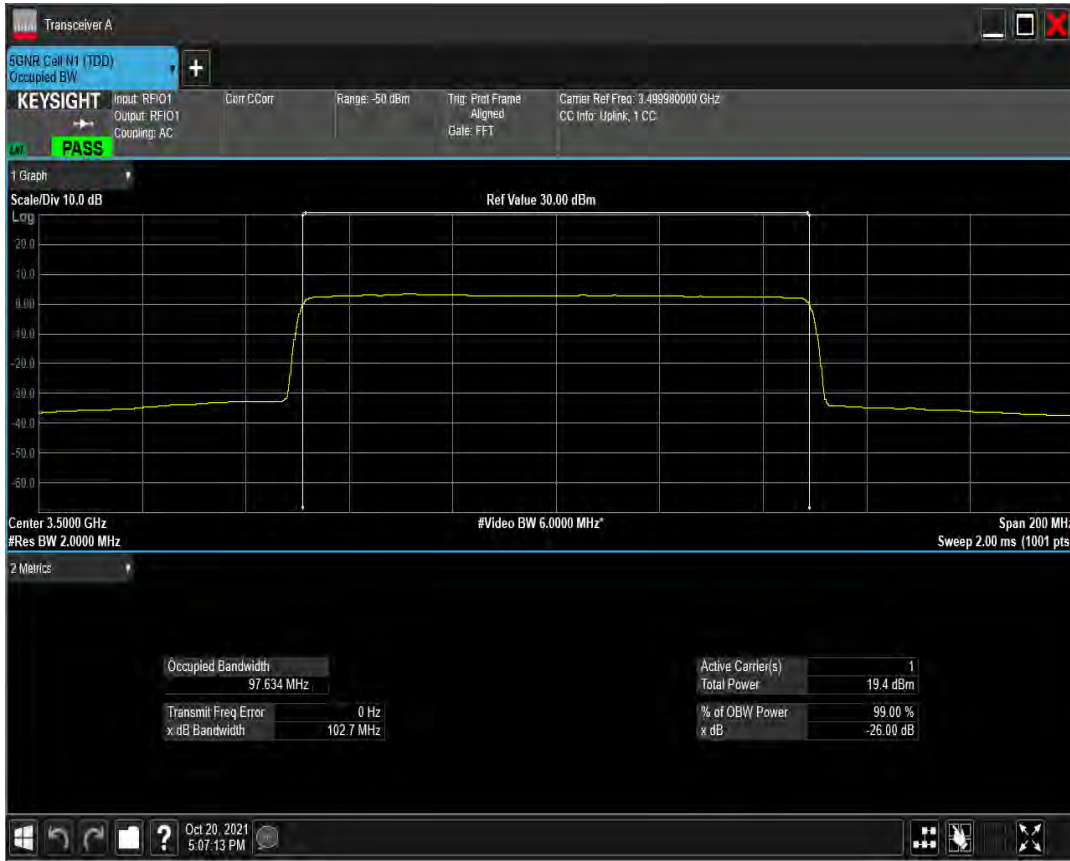 Transceiver A
5GNR Cell N1 (TDD)
Occupied BW
+
KEYSIGHT
Input: RFIO1
Output: RFIO1
Coupling: AC
Corr CCorr
Range: -50 dBm
Trig: Prot Frame
Aligned
Gate: FFT
Carrier Ref Freq: 3.499980000 GHz
CC Info: Uplink, 1 CC
PASS
1 Graph
Scale/Div 10.0 dB
Ref Value 30.00 dBm
Log
20.0
10.0
0.00
-10.0
-20.0
-30.0
-40.0
-50.0
-60.0
Center 3.5000 GHz
#Video BW 6.0000 MHz*
Span 200 MHz
#Res BW 2.0000 MHz
Sweep 2.00 ms (1001 pts
2 Metrics
Occupied Bandwidth
97.634 MHz
Transmit Freq Error 0 Hz
x dB Bandwidth 102.7 MHz
Active Carrier(s) 1
Total Power 19.4 dBm
% of OBW Power 99.00 %
x dB -26.00 dB
?
Oct 20, 2021
5:07:13 PM